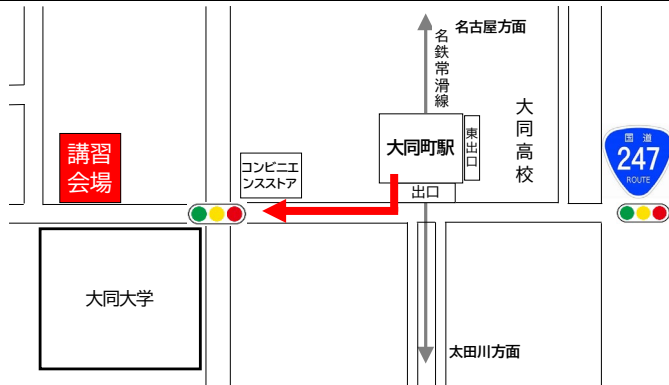 名古屋方面
名鉄常滑線
大同高校
大同町駅
東出口
出口
国道
247
ROUTE
講習
会場
コンビニエ
ンスストア
大同大学
太田川方面